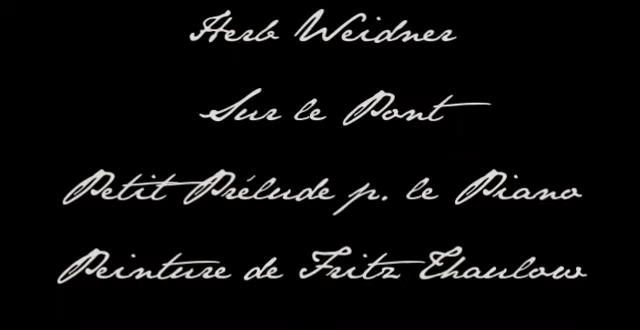 Herb Weidner
Sur le Pont
Petit Prélude p. le Piano
Peinture de Fritz Thaulow